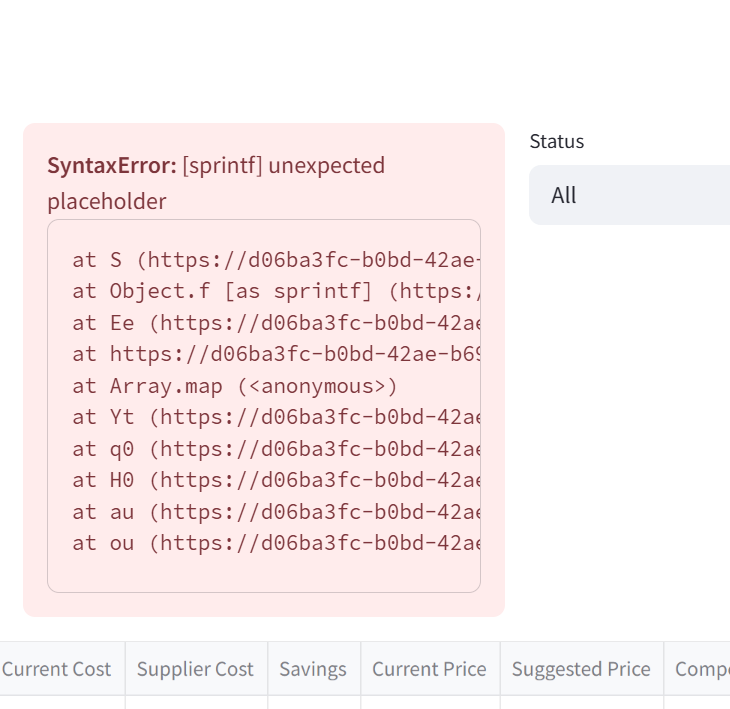 SyntaxError: [sprintf] unexpected
placeholder
at S (https://d06ba3fc-b0bd-42ae-
at Object.f [as sprintf] (https:/
at Ee (https://d06ba3fc-b0bd-42ae
at https://d06ba3fc-b0bd-42ae-b69
at Array.map (<anonymous>)
at Yt (https://d06ba3fc-b0bd-42ae
at q0 (https://d06ba3fc-b0bd-42ae
at H0 (https://d06ba3fc-b0bd-42ae
at au (https://d06ba3fc-b0bd-42ae
at ou (https://d06ba3fc-b0bd-42ae
Status
All
Current Cost Supplier Cost Savings Current Price Suggested Price